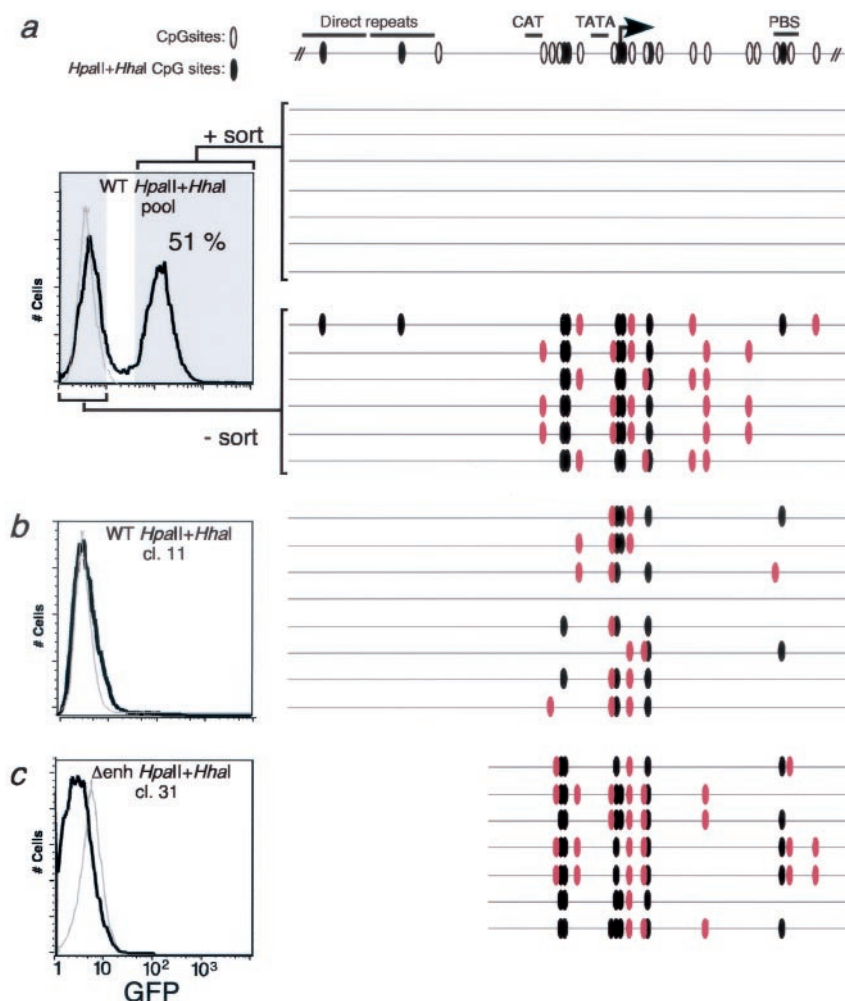 a
CpGsites:
HpaII+HhaI CpG sites:
Direct repeats
CAT
TATA
PBS
//
//
+ sort
WT HpaII+HhaI
pool
51 %
# Cells
- sort
b
WT HpaII+HhaI
cl. 11
# Cells
c
Δenh HpaII+HhaI
cl. 31
# Cells
1 10 10² 10³
GFP